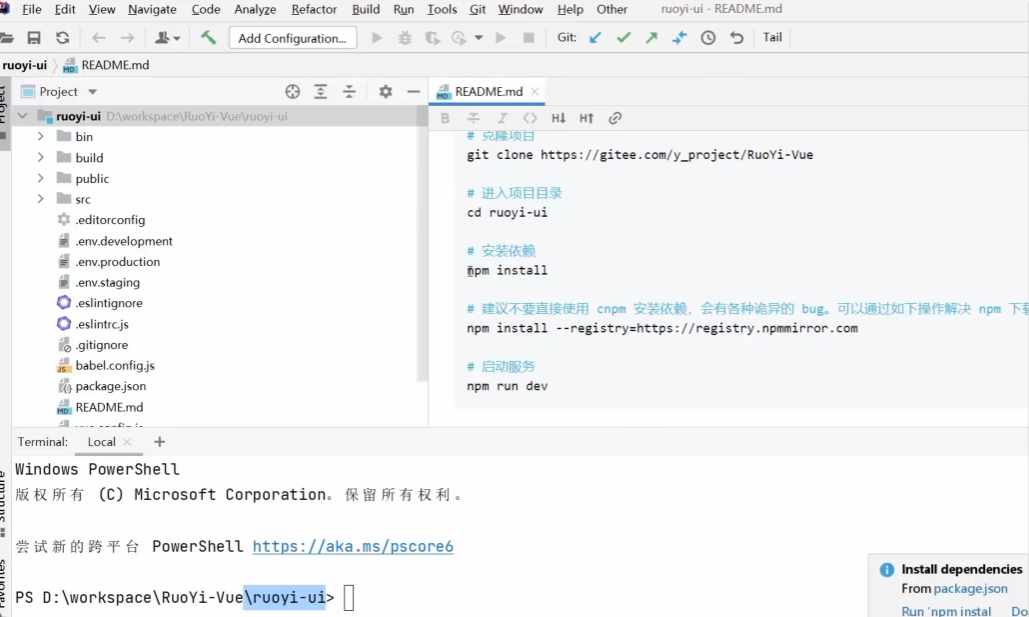 File Edit View Navigate Code Analyze Refactor Build Run Tools Git Window Help Other ruoyi-ui - README.md
Add Configuration... Git: Tail
ruoyi-ui README.md
Project
README.md
Project
ruoyi-ui D:\workspace\RuoYi-Vue\ruoyi-ui
bin
build
public
src
.editorconfig
.env.development
.env.production
.env.staging
.eslintignore
.eslintrc.js
.gitignore
babel.config.js
package.json
README.md
vue.config.js
B I H↓ H↑
# 克隆项目
git clone https://gitee.com/y_project/RuoYi-Vue
# 进入项目目录
cd ruoyi-ui
# 安装依赖
npm install
# 建议不要直接使用 cnpm 安装依赖，会有各种诡异的 bug。可以通过如下操作解决 npm 下载
npm install --registry=https://registry.npmmirror.com
# 启动服务
npm run dev
Terminal: Local
Windows PowerShell
版权所有 (C) Microsoft Corporation。保留所有权利。
尝试新的跨平台 PowerShell https://aka.ms/pscore6
PS D:\workspace\RuoYi-Vue\ruoyi-ui>
Structure
Favorites
Install dependencies
From package.json
Run 'npm instal Do